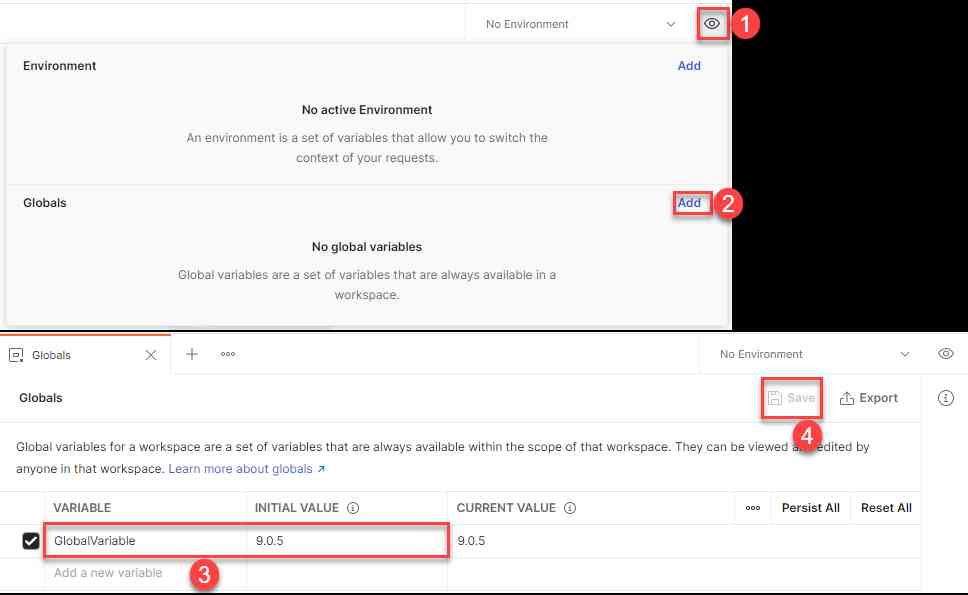 No Environment
1
Environment Add
No active Environment
An environment is a set of variables that allow you to switch the
context of your requests.
Globals Add 2
No global variables
Global variables are a set of variables that are always available in a
workspace.
Globals No Environment
Globals Save Export
4
Global variables for a workspace are a set of variables that are always available within the scope of that workspace. They can be viewed edited by
anyone in that workspace. Learn more about globals ↗
VARIABLE INITIAL VALUE CURRENT VALUE Persist All Reset All
GlobalVariable 9.0.5 9.0.5
Add a new variable 3